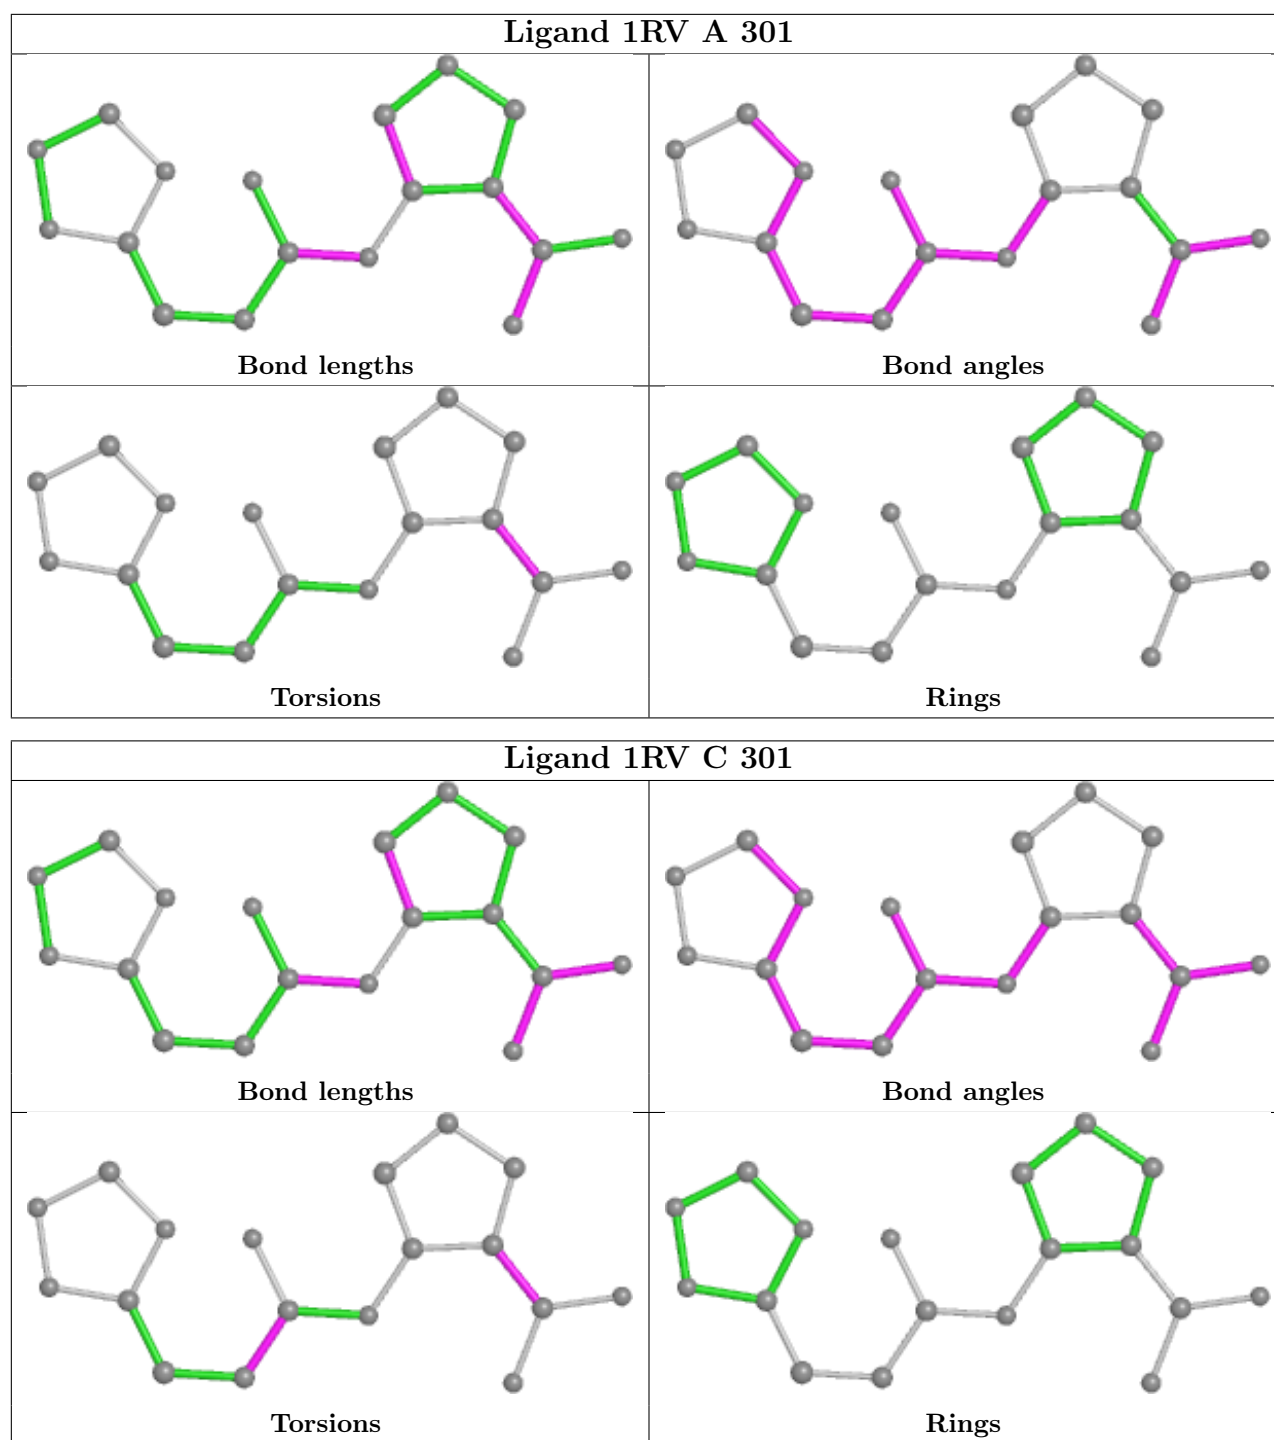 Ligand 1RV A 301
Bond lengths
Bond angles
Torsions
Rings
Ligand 1RV C 301
Bond lengths
Bond angles
Torsions
Rings